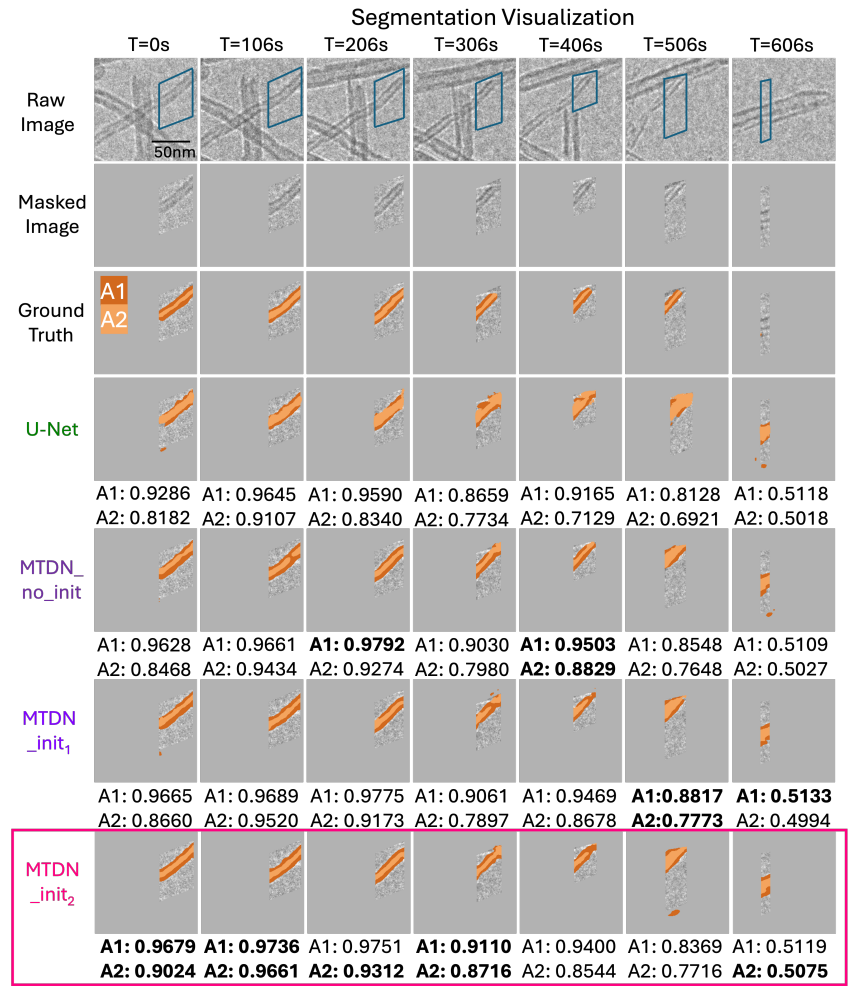 Segmentation Visualization
T=0s T=106s T=206s T=306s T=406s T=506s T=606s
Raw
Image
50nm
Masked
Image
A1
A2
Ground
Truth
U-Net
A1: 0.9286 A1: 0.9645 A1: 0.9590 A1: 0.8659 A1: 0.9165 A1: 0.8128 A1: 0.5118
A2: 0.8182 A2: 0.9107 A2: 0.8340 A2: 0.7734 A2: 0.7129 A2: 0.6921 A2: 0.5018
MTDN_
no_init
A1: 0.9628 A1: 0.9661 A1: 0.9792 A1: 0.9030 A1: 0.9503 A1: 0.8548 A1: 0.5109
A2: 0.8468 A2: 0.9434 A2: 0.9274 A2: 0.7980 A2: 0.8829 A2: 0.7648 A2: 0.5027
MTDN
_init₁
A1: 0.9665 A1: 0.9689 A1: 0.9775 A1: 0.9061 A1: 0.9469 A1:0.8817 A1: 0.5133
A2: 0.8660 A2: 0.9520 A2: 0.9173 A2: 0.7897 A2: 0.8678 A2:0.7773 A2: 0.4994
MTDN
_init₂
A1: 0.9679 A1: 0.9736 A1: 0.9751 A1: 0.9110 A1: 0.9400 A1: 0.8369 A1: 0.5119
A2: 0.9024 A2: 0.9661 A2: 0.9312 A2: 0.8716 A2: 0.8544 A2: 0.7716 A2: 0.5075